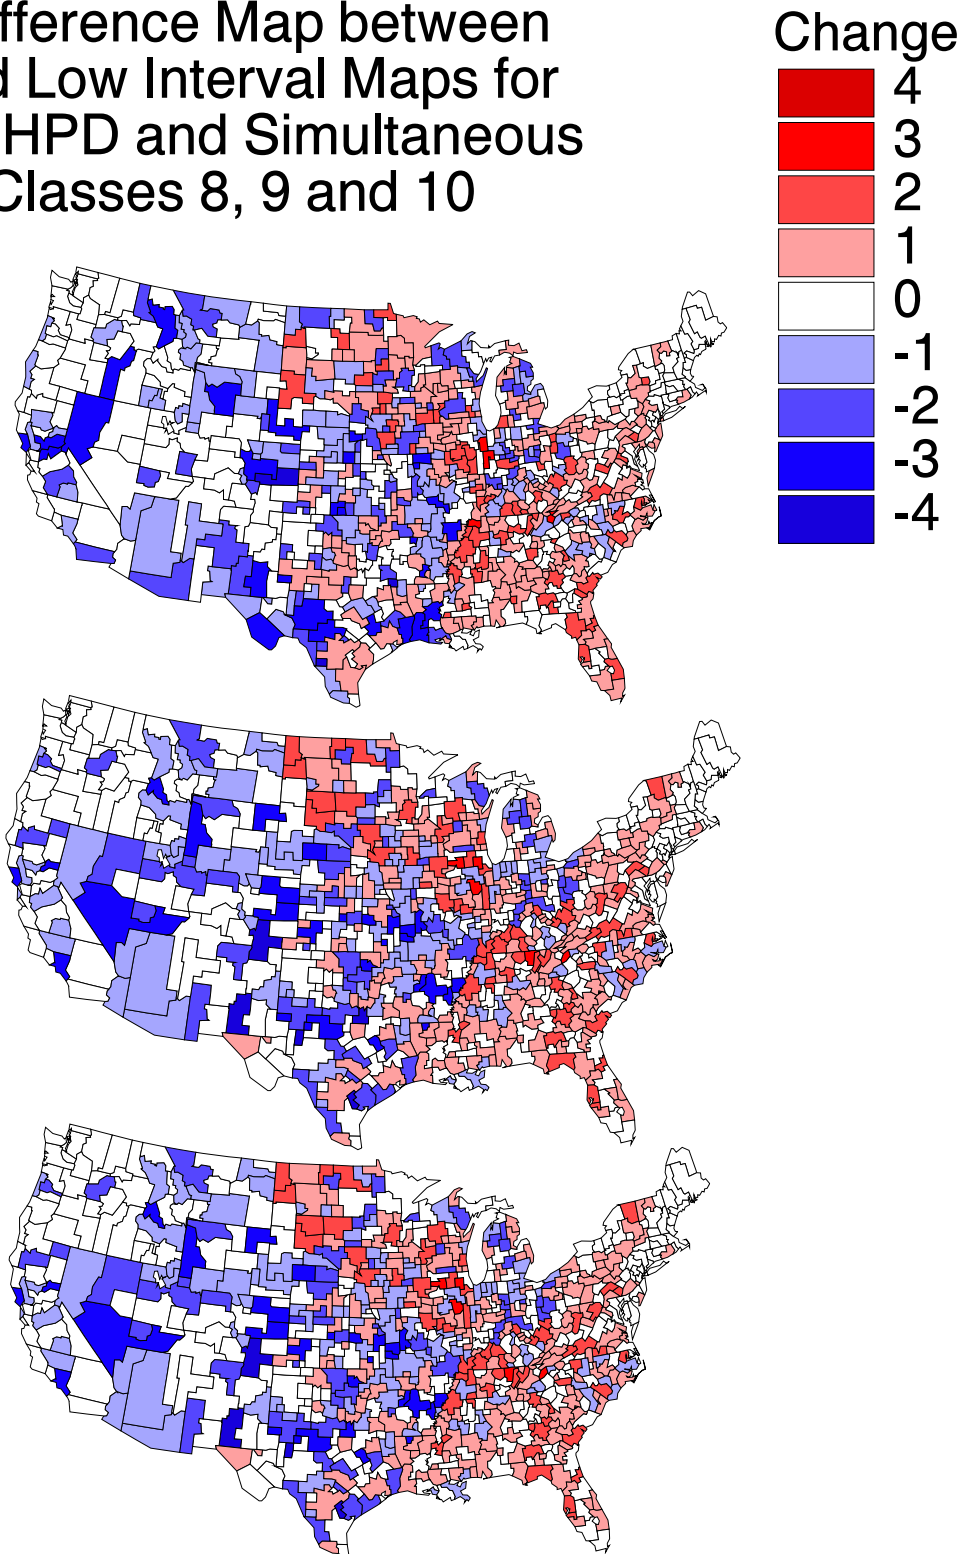 fference Map between
d Low Interval Maps for
HPD and Simultaneous
Classes 8, 9 and 10
Change
4
3
2
1
0
-1
-2
-3
-4